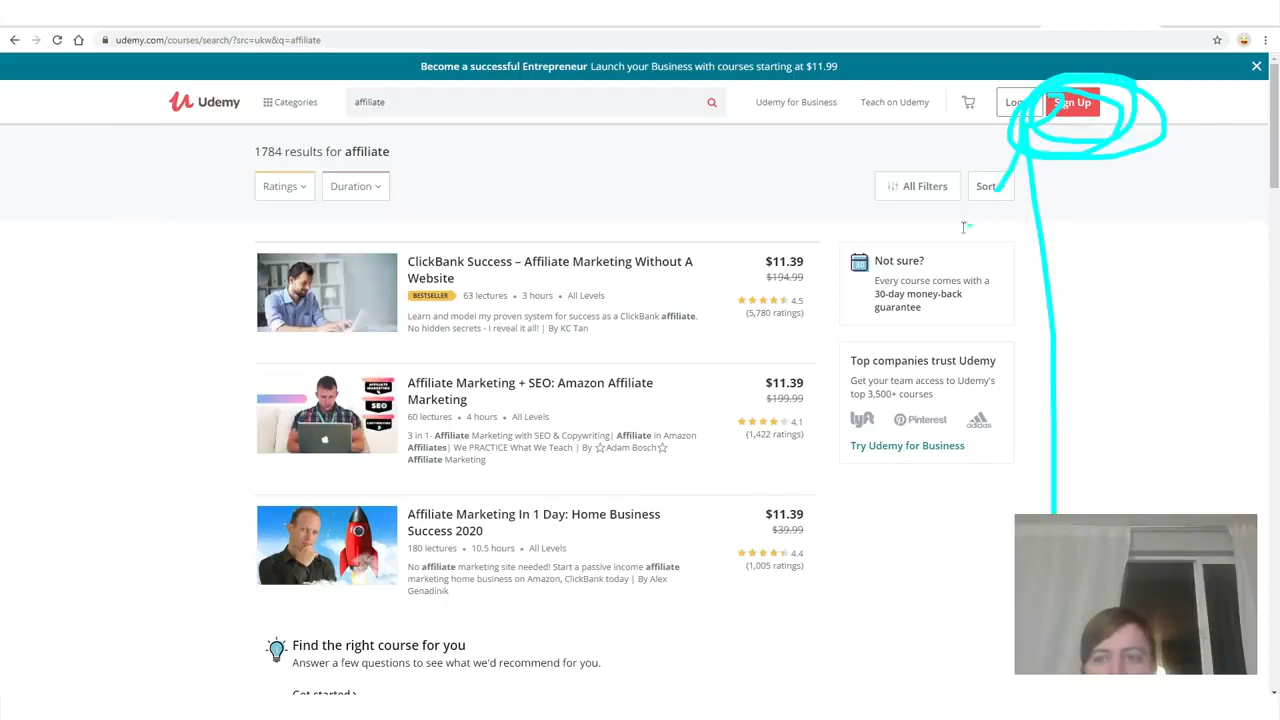 udemy.com/courses/search/?src=ukw&q=affiliate
Become a successful Entrepreneur Launch your Business with courses starting at $11.99
Udemy
Categories
affiliate
Udemy for Business
Teach on Udemy
Sign Up
1784 results for affiliate
Ratings
Duration
All Filters
Sort
ClickBank Success – Affiliate Marketing Without A
Website
BESTSELLER 63 lectures • 3 hours • All Levels
Learn and model my proven system for success as a ClickBank affiliate.
No hidden secrets - I reveal it all! | By KC Tan
$11.39
$194.99
4.5
(5,780 ratings)
Affiliate Marketing + SEO: Amazon Affiliate
Marketing
60 lectures • 4 hours • All Levels
3 in 1- Affiliate Marketing with SEO & Copywriting| Affiliate in Amazon
Affiliates| We PRACTICE What We Teach | By ☆Adam Bosch☆
Affiliate Marketing
$11.39
$199.99
4.1
(1,422 ratings)
SEO
Affiliate Marketing In 1 Day: Home Business
Success 2020
180 lectures • 10.5 hours • All Levels
No affiliate marketing site needed! Start a passive income affiliate
marketing home business on Amazon, ClickBank today | By Alex
Genadinik
$11.39
$39.99
4.4
(1,005 ratings)
Not sure?
Every course comes with a
30-day money-back
guarantee
30
Top companies trust Udemy
Get your team access to Udemy's
top 3,500+ courses
lyft
Pinterest
adidas
Try Udemy for Business
Find the right course for you
Answer a few questions to see what we'd recommend for you.
Get started